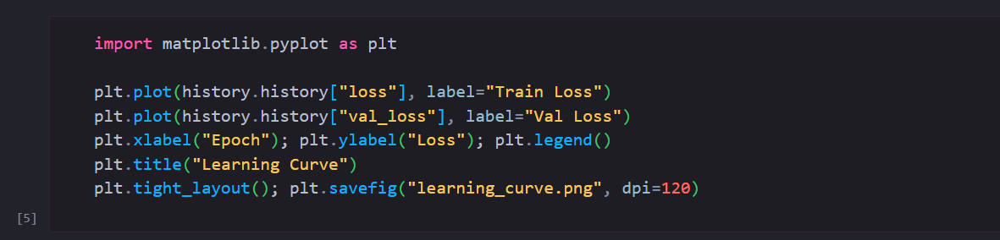 import matplotlib.pyplot as plt
plt.plot(history.history["loss"], label="Train Loss")
plt.plot(history.history["val_loss"], label="Val Loss")
plt.xlabel("Epoch"); plt.ylabel("Loss"); plt.legend()
plt.title("Learning Curve")
plt.tight_layout(); plt.savefig("learning_curve.png", dpi=120)
[5]